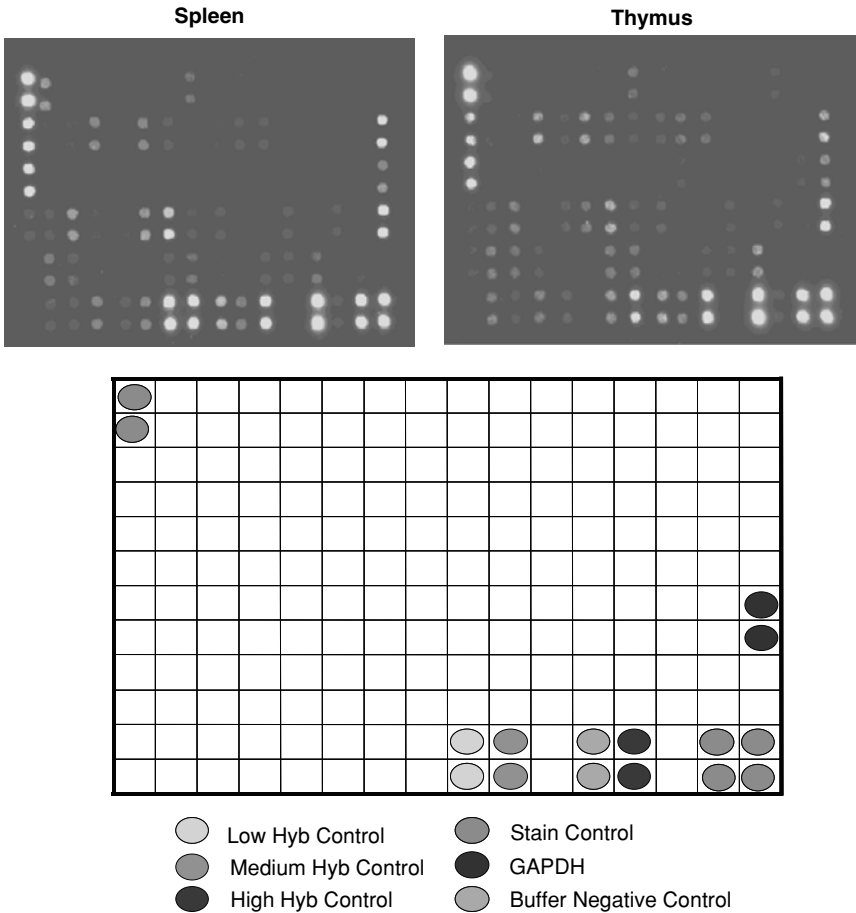 Spleen
Thymus
Low Hyb Control
Stain Control
Medium Hyb Control
GAPDH
High Hyb Control
Buffer Negative Control